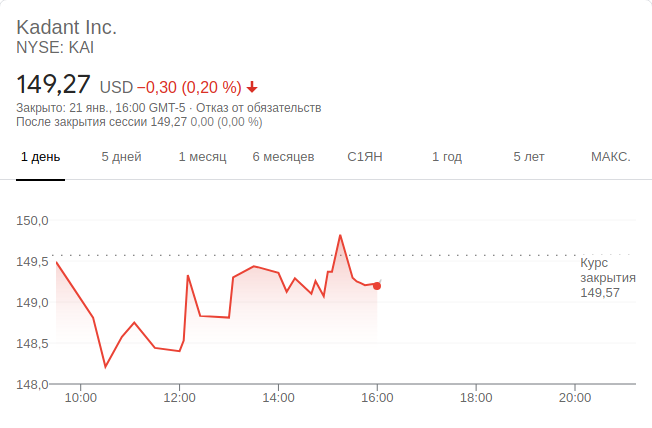 Kadant Inc.
NYSE: KAI
149,27 USD −0,30 (0,20 %)
Закрыто: 21 янв., 16:00 GMT-5 · Отказ от обязательств
После закрытия сессии 149,27 0,00 (0,00 %)
1 день 5 дней 1 месяц 6 месяцев С1ЯН 1 год 5 лет МАКС.
150,0
149,5
149,0
148,5
148,0
Курс
закрытия
149,57
10:00 12:00 14:00 16:00 18:00 20:00